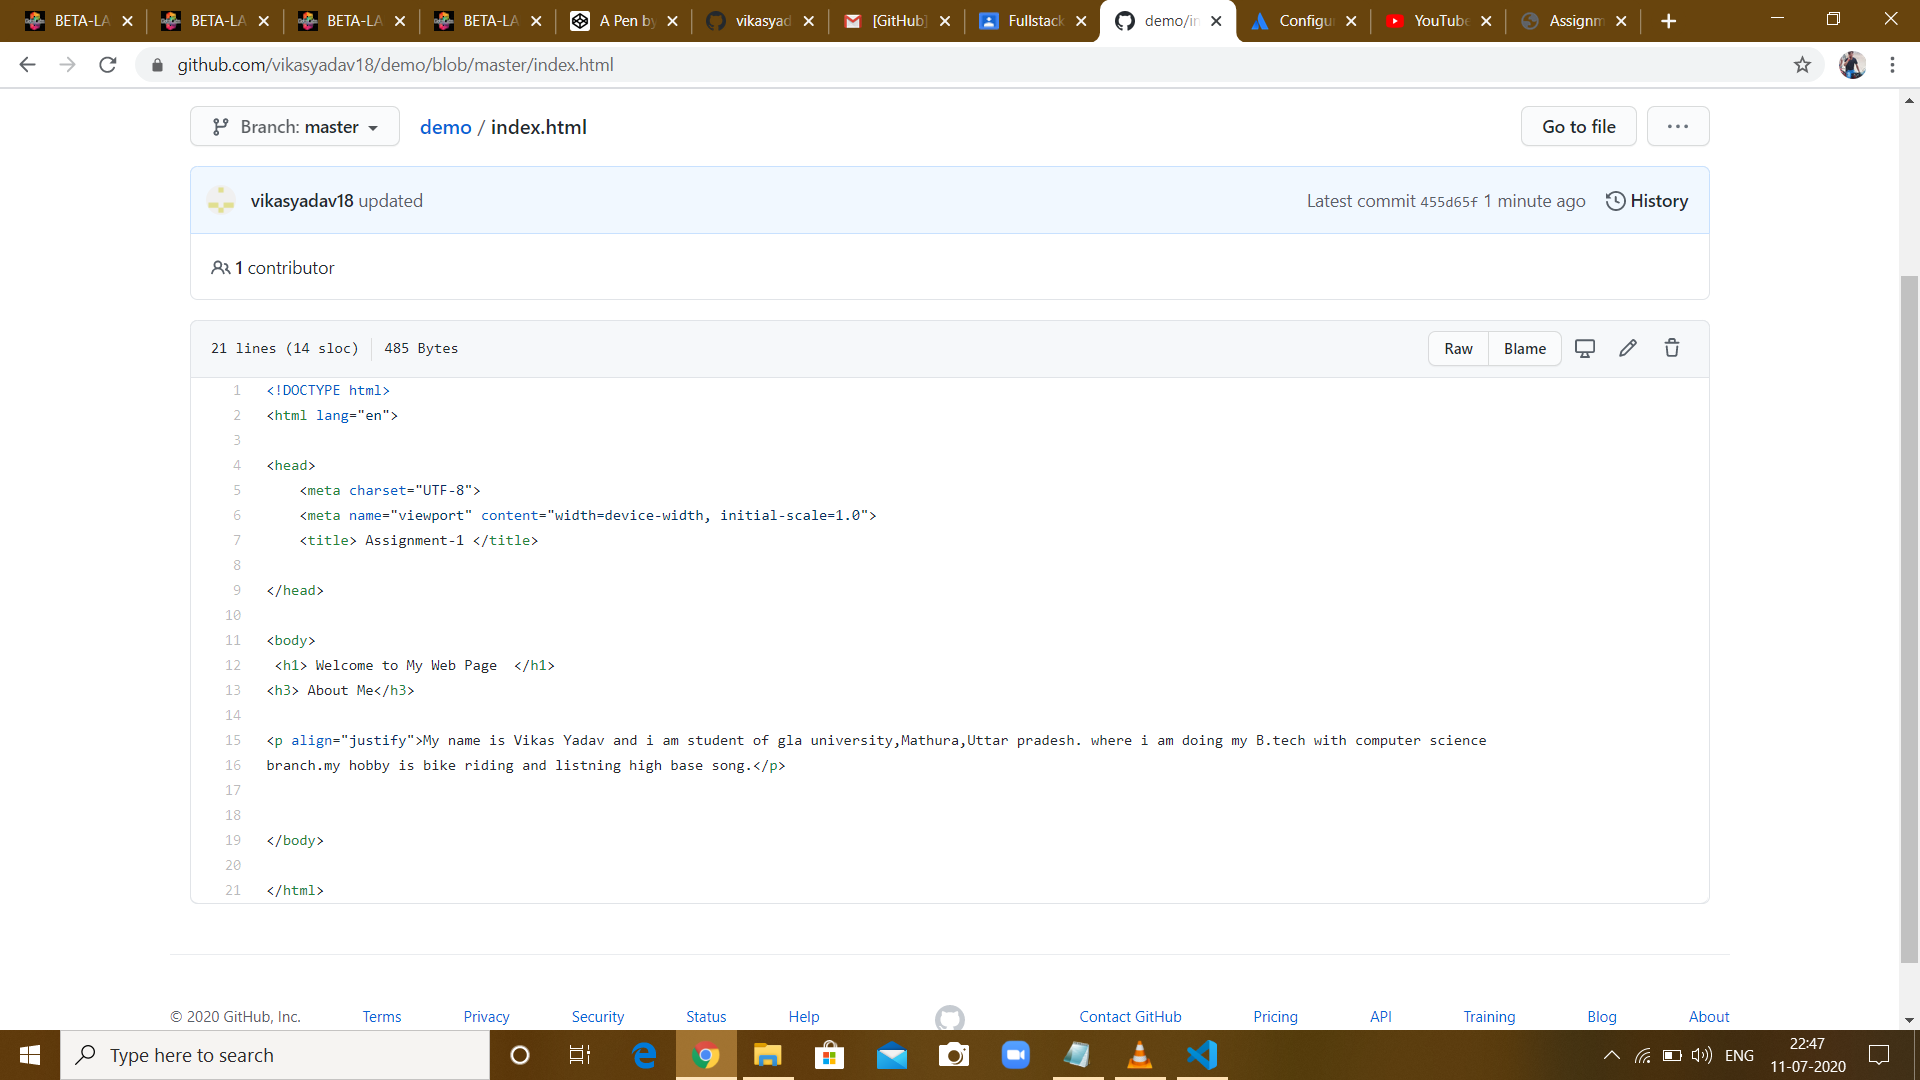 BETA-LA BETA-LA BETA-LA BETA-LA A Pen by vikasyad [GitHub] Fullstack demo/in Configur YouTube Assignm
github.com/vikasyadav18/demo/blob/master/index.html
Branch: master demo / index.html Go to file ...
vikasyadav18 updated Latest commit 455d65f 1 minute ago History
1 contributor
21 lines (14 sloc) 485 Bytes Raw Blame
1 <!DOCTYPE html>
2 <html lang="en">
3
4 <head>
5 <meta charset="UTF-8">
6 <meta name="viewport" content="width=device-width, initial-scale=1.0">
7 <title> Assignment-1 </title>
8
9 </head>
10
11 <body>
12 <h1> Welcome to My Web Page </h1>
13 <h3> About Me</h3>
14
15 <p align="justify">My name is Vikas Yadav and i am student of gla university,Mathura,Uttar pradesh. where i am doing my B.tech with computer science
16 branch.my hobby is bike riding and listning high base song.</p>
17
18
19 </body>
20
21 </html>
© 2020 GitHub, Inc. Terms Privacy Security Status Help Contact GitHub Pricing API Training Blog About
Type here to search ENG 22:47
11-07-2020